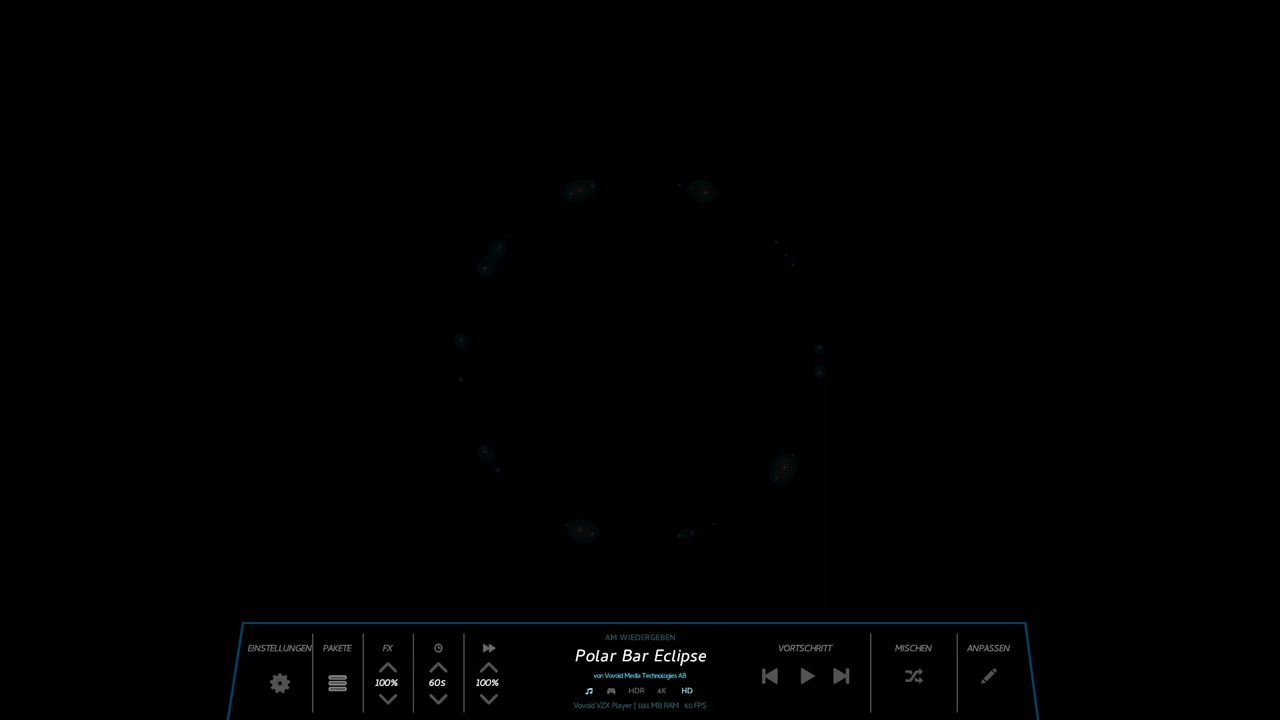 AM WIEDERGEBEN
EINSTELLUNGEN PAKETE FX Polar Bar Eclipse VORTSCHRITT MISCHEN ANPASSEN
von Vovoid Media Technologies AB
100% 60s 100%
HDR 4K HD
Vovoid VZX Player | 1161 MB RAM 60 FPS